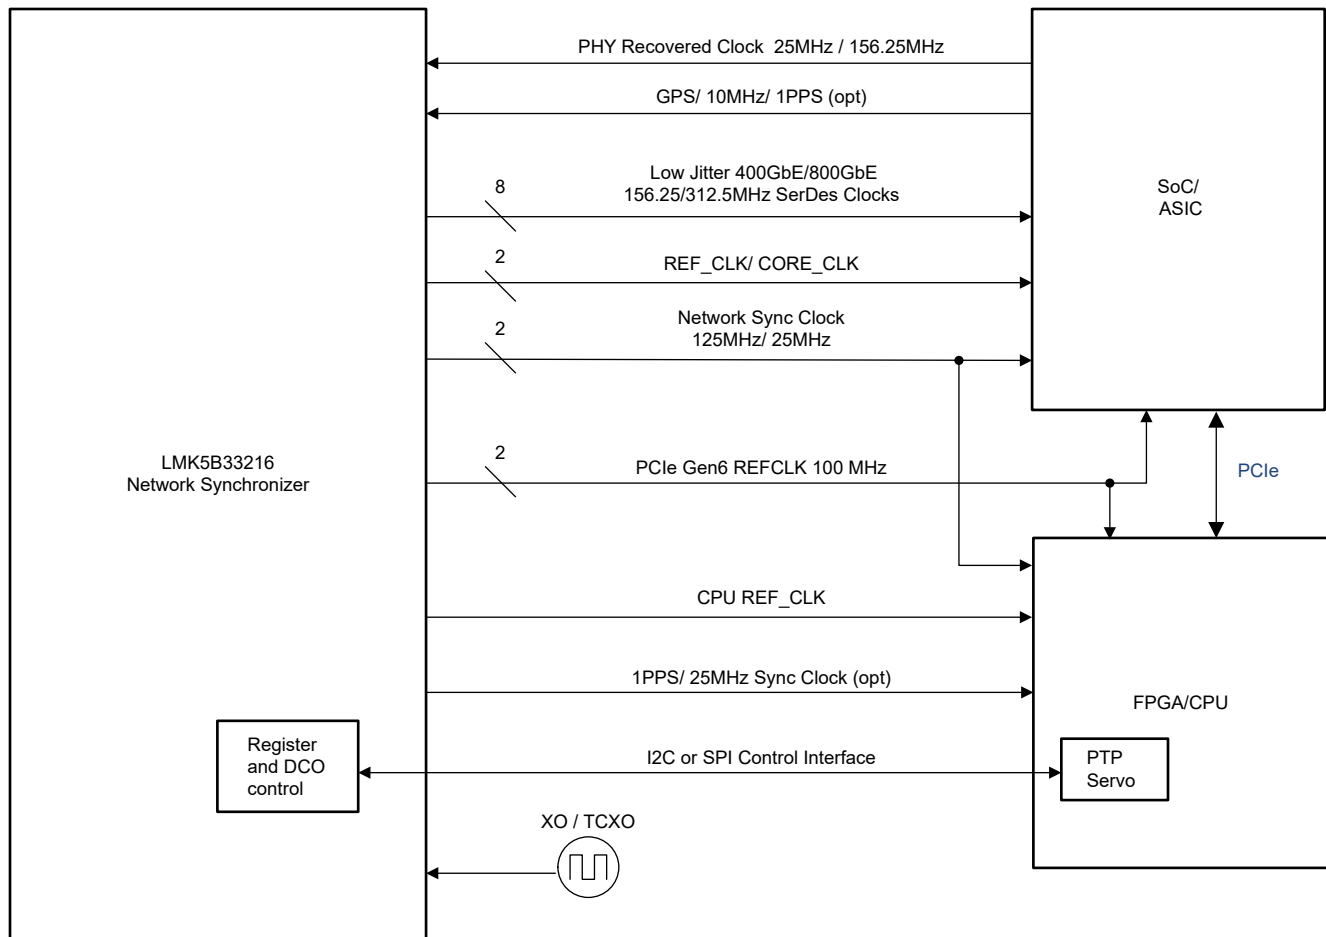 PHY Recovered Clock  25MHz / 156.25MHz
GPS/ 10MHz/ 1PPS (opt)
8
Low Jitter 400GbE/800GbE
156.25/312.5MHz SerDes Clocks
SoC/
ASIC
2
REF_CLK/ CORE_CLK
2
Network Sync Clock
125MHz/ 25MHz
LMK5B33216
Network Synchronizer
2
PCIe Gen6 REFCLK 100 MHz
PCIe
CPU REF_CLK
1PPS/ 25MHz Sync Clock (opt)
FPGA/CPU
Register
and DCO
control
I2C or SPI Control Interface
PTP
Servo
XO / TCXO